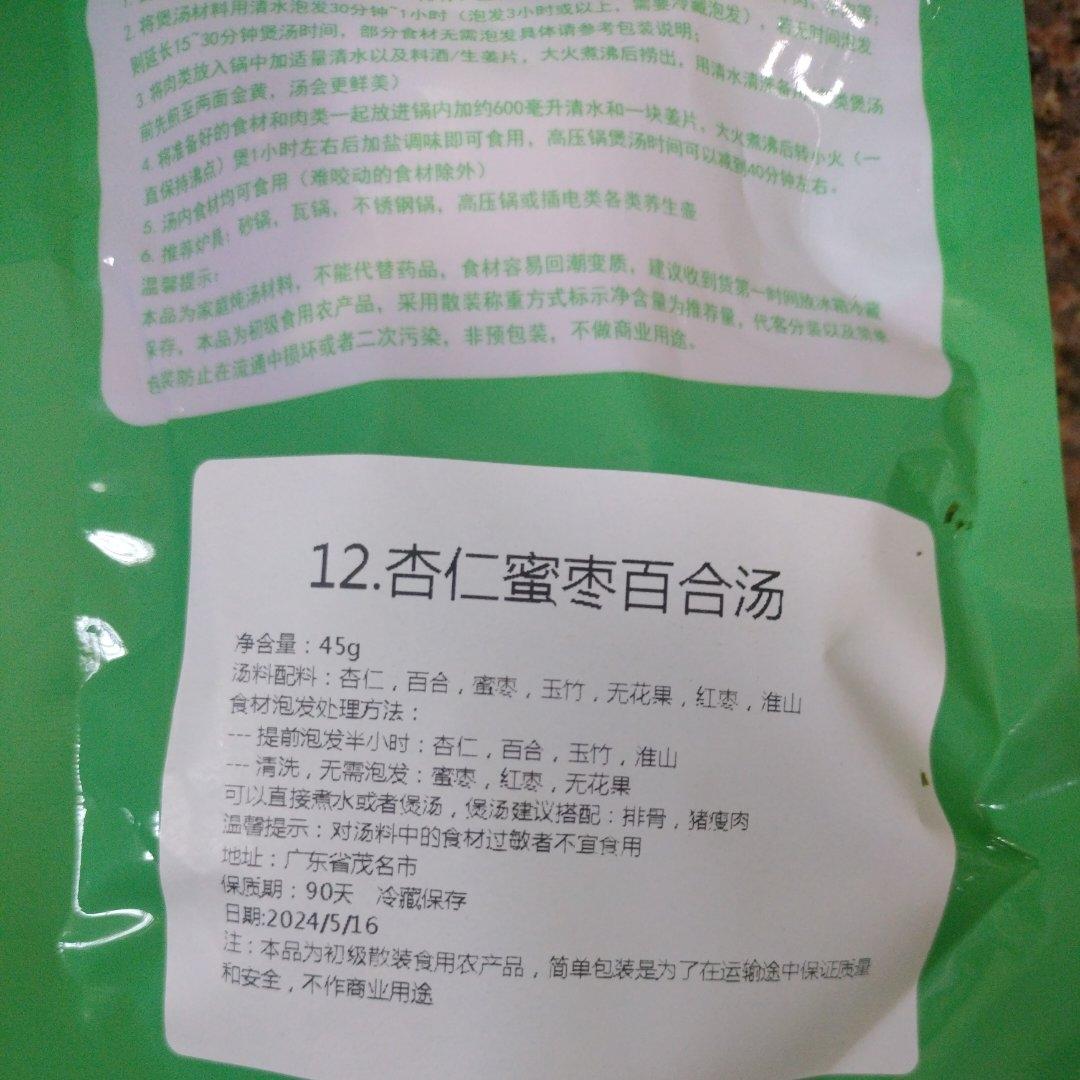 2. 将煲汤材料用清水泡发30分钟~1小时（泡发3小时或以上，需要冷藏泡发），若无时间泡发
则延长15~30分钟煲汤时间，部分食材无需泡发具体请参考包装说明；
3 将肉类放入锅中加适量清水以及料酒/生姜片，大火煮沸后捞出，用清水清洗备 类煲汤
前先煎至两面金黄，汤会更鲜美）
4. 将准备好的食材和肉类一起放进锅内加约600毫升清水和一块姜片，大火煮沸后转小火（一
直保持沸点）煲1小时左右后加盐调味即可食用，高压锅煲汤时间可以减到40分钟左右。
5. 汤内食材均可食用（难咬动的食材除外）
6. 推荐炉具：砂锅，瓦锅，不锈钢锅，高压锅或插电类各类养生壶
温馨提示：
本品为家庭炖汤材料，不能代替药品，食材容易回潮变质，建议收到货第一时间放冰箱冷藏
保存，本品为初级食用农产品，采用散装称重方式标示净含量为推荐量，代客分装以及简单
包装防止在流通中损坏或者二次污染，非预包装，不做商业用途。
12.杏仁蜜枣百合汤
净含量：45g
汤料配料：杏仁，百合，蜜枣，玉竹，无花果，红枣，淮山
食材泡发处理方法：
--- 提前泡发半小时：杏仁，百合，玉竹，淮山
--- 清洗，无需泡发：蜜枣，红枣，无花果
可以直接煮水或者煲汤，煲汤建议搭配：排骨，猪瘦肉
温馨提示：对汤料中的食材过敏者不宜食用
地址：广东省茂名市
保质期：90天 冷藏保存
日期:2024/5/16
注：本品为初级散装食用农产品，简单包装是为了在运输途中保证质量
和安全，不作商业用途